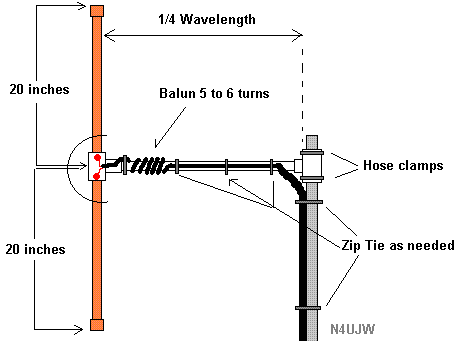 1/4 Wavelength
20 inches
Balun 5 to 6 turns
Hose clamps
20 inches
Zip Tie as needed
N4UJW